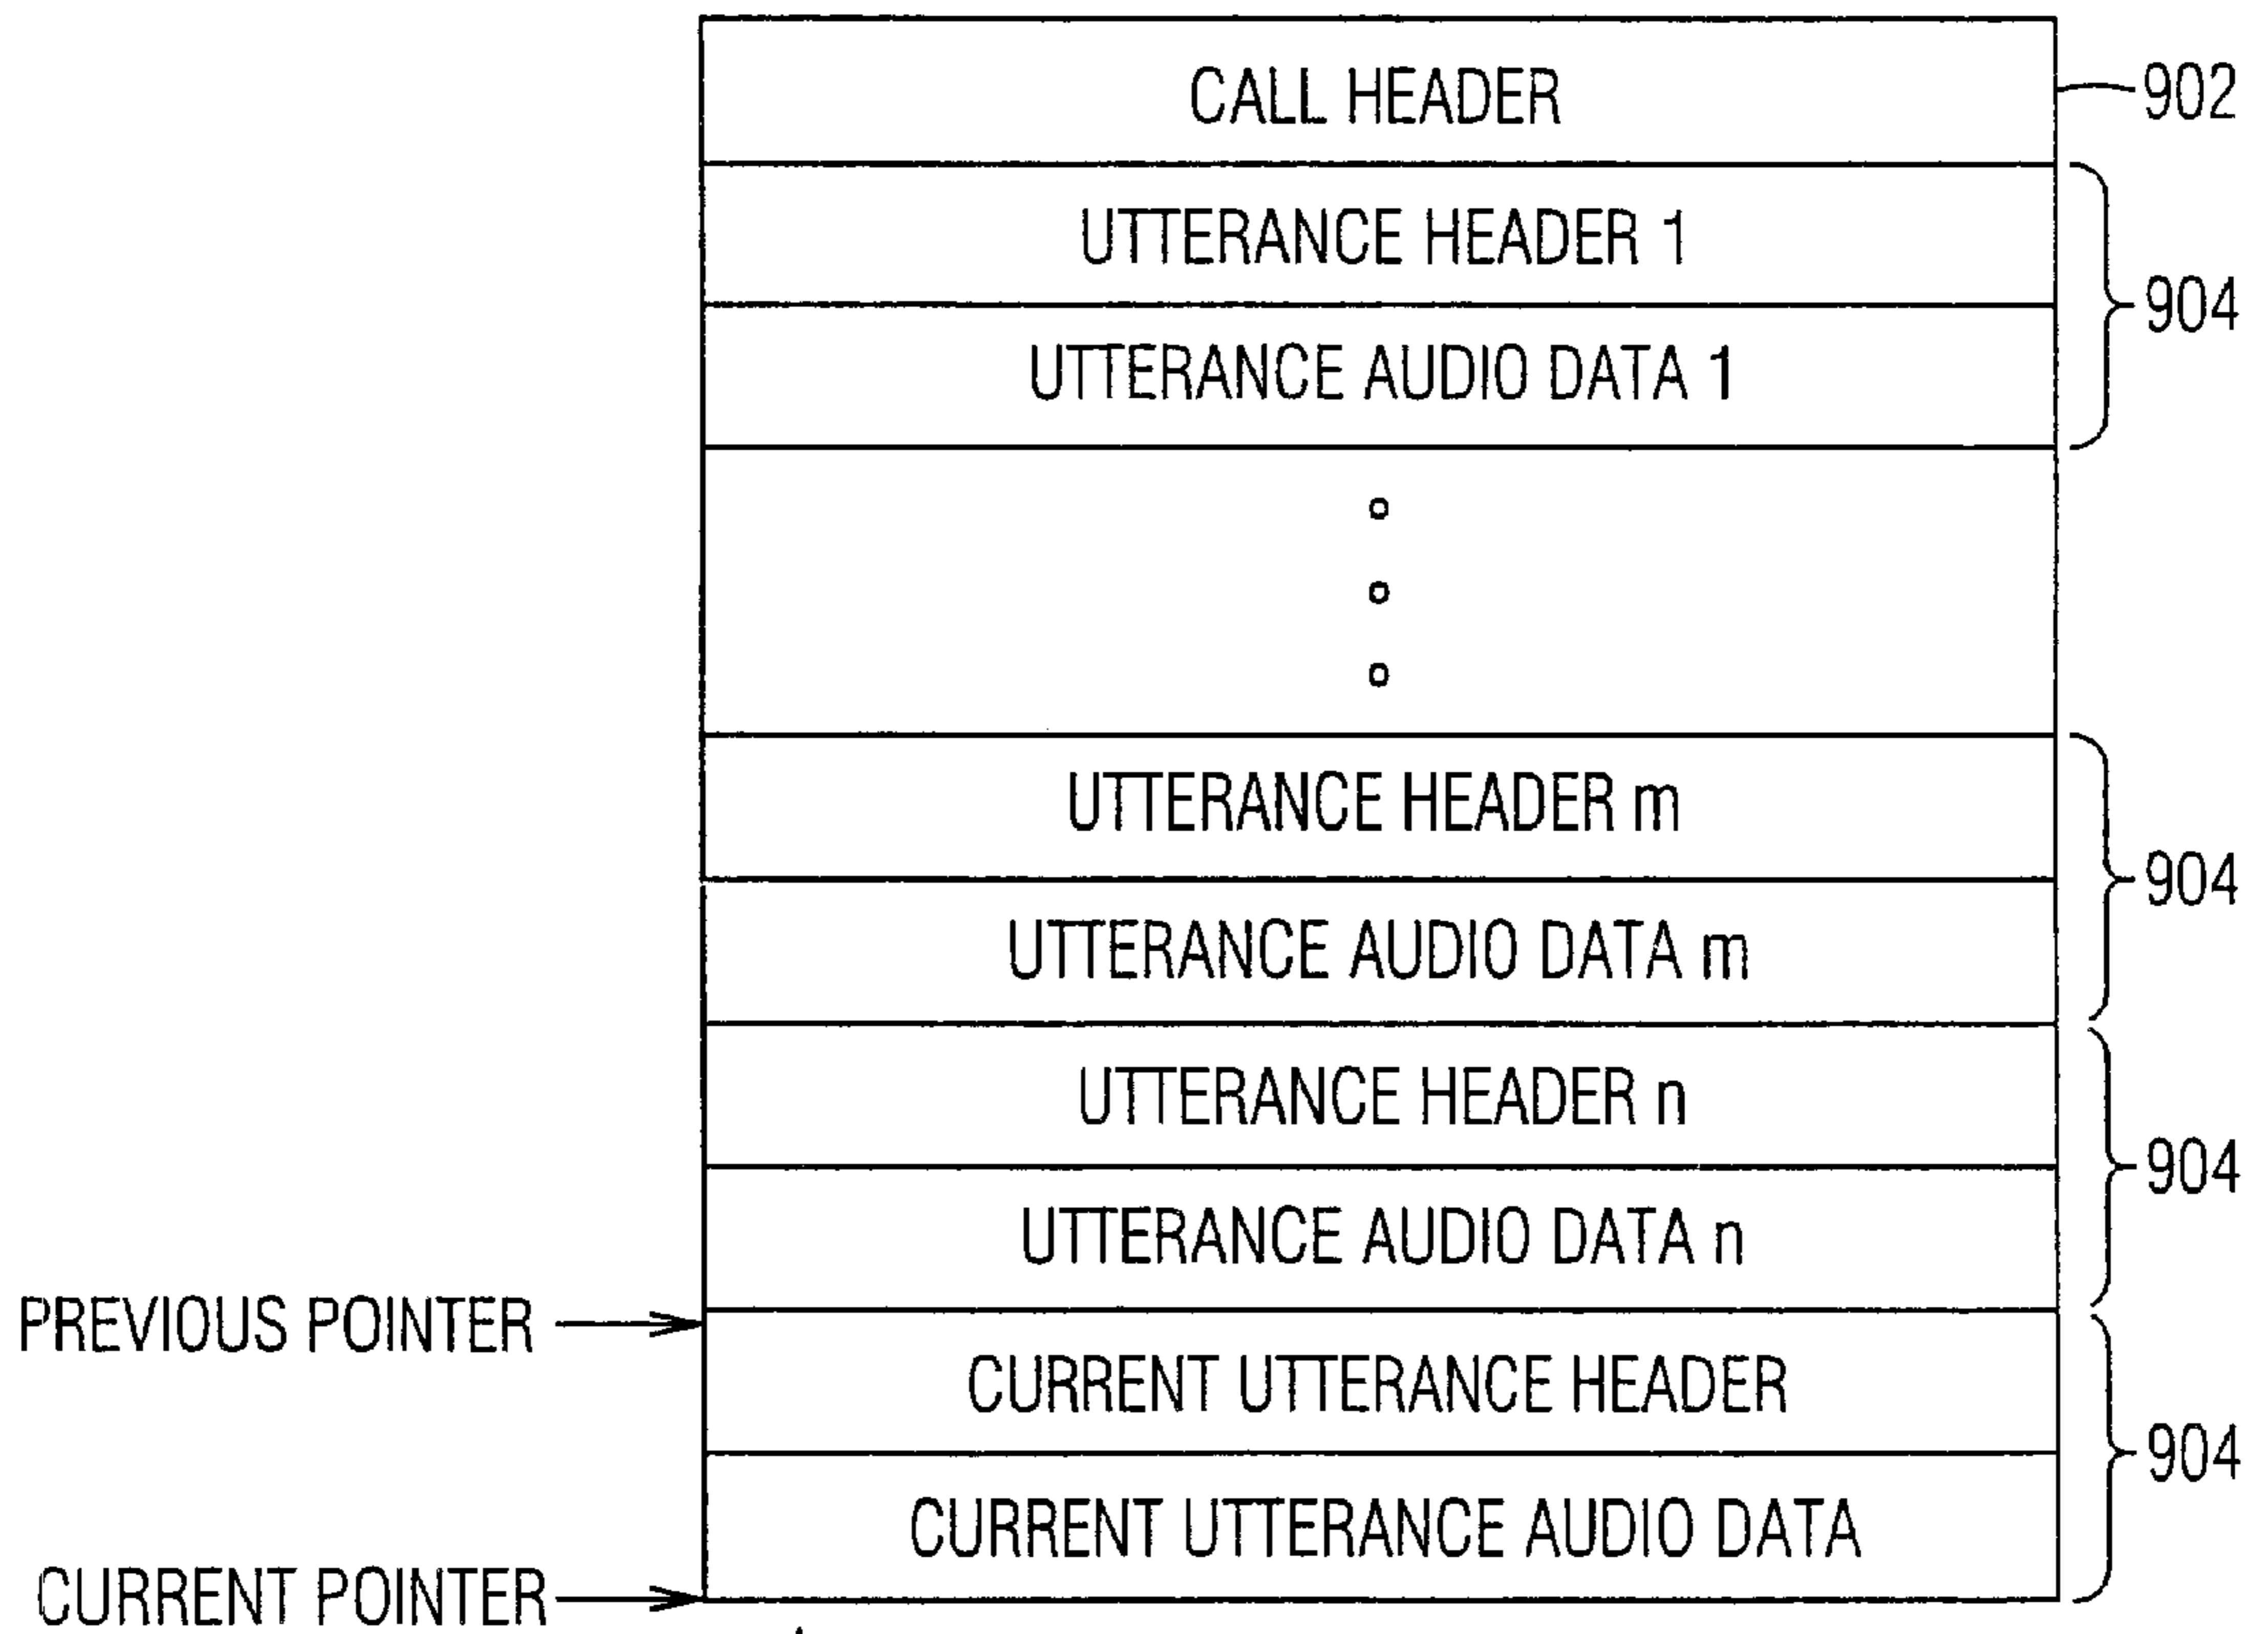 CALL HEADER
902
UTTERANCE HEADER 1
904
UTTERANCE AUDIO DATA 1
UTTERANCE HEADER m
904
UTTERANCE AUDIO DATA m
UTTERANCE HEADER n
904
UTTERANCE AUDIO DATA n
PREVIOUS POINTER
CURRENT UTTERANCE HEADER
904
CURRENT UTTERANCE AUDIO DATA
CURRENT POINTER